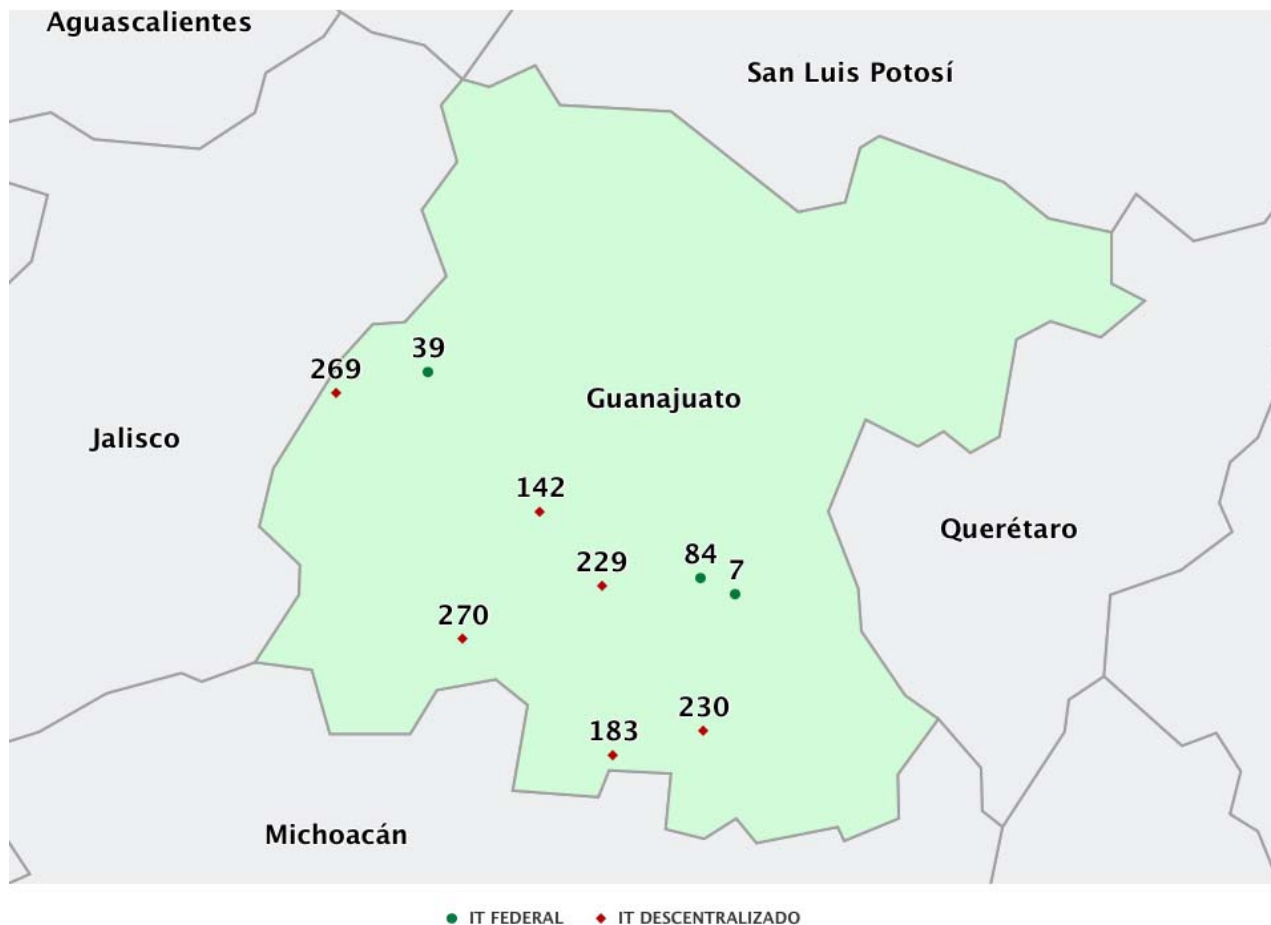 Aguascalientes
San Luis Potosí
39
269
Guanajuato
Jalisco
142
Querétaro
84
7
229
270
230
183
Michoacán
IT FEDERAL
IT DESCENTRALIZADO